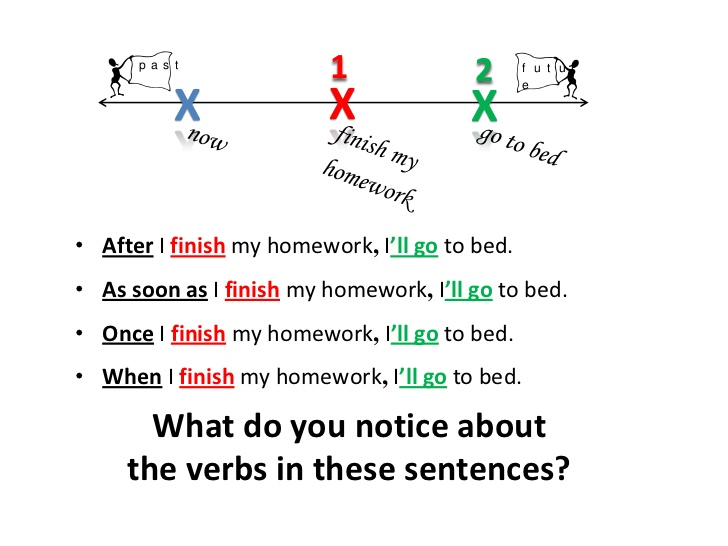 past
1
2
f u t u
e
X
X
X
now
finish my
homework
go to bed
• After I finish my homework, I'll go to bed.
• As soon as I finish my homework, I'll go to bed.
• Once I finish my homework, I'll go to bed.
• When I finish my homework, I'll go to bed.
What do you notice about
the verbs in these sentences?